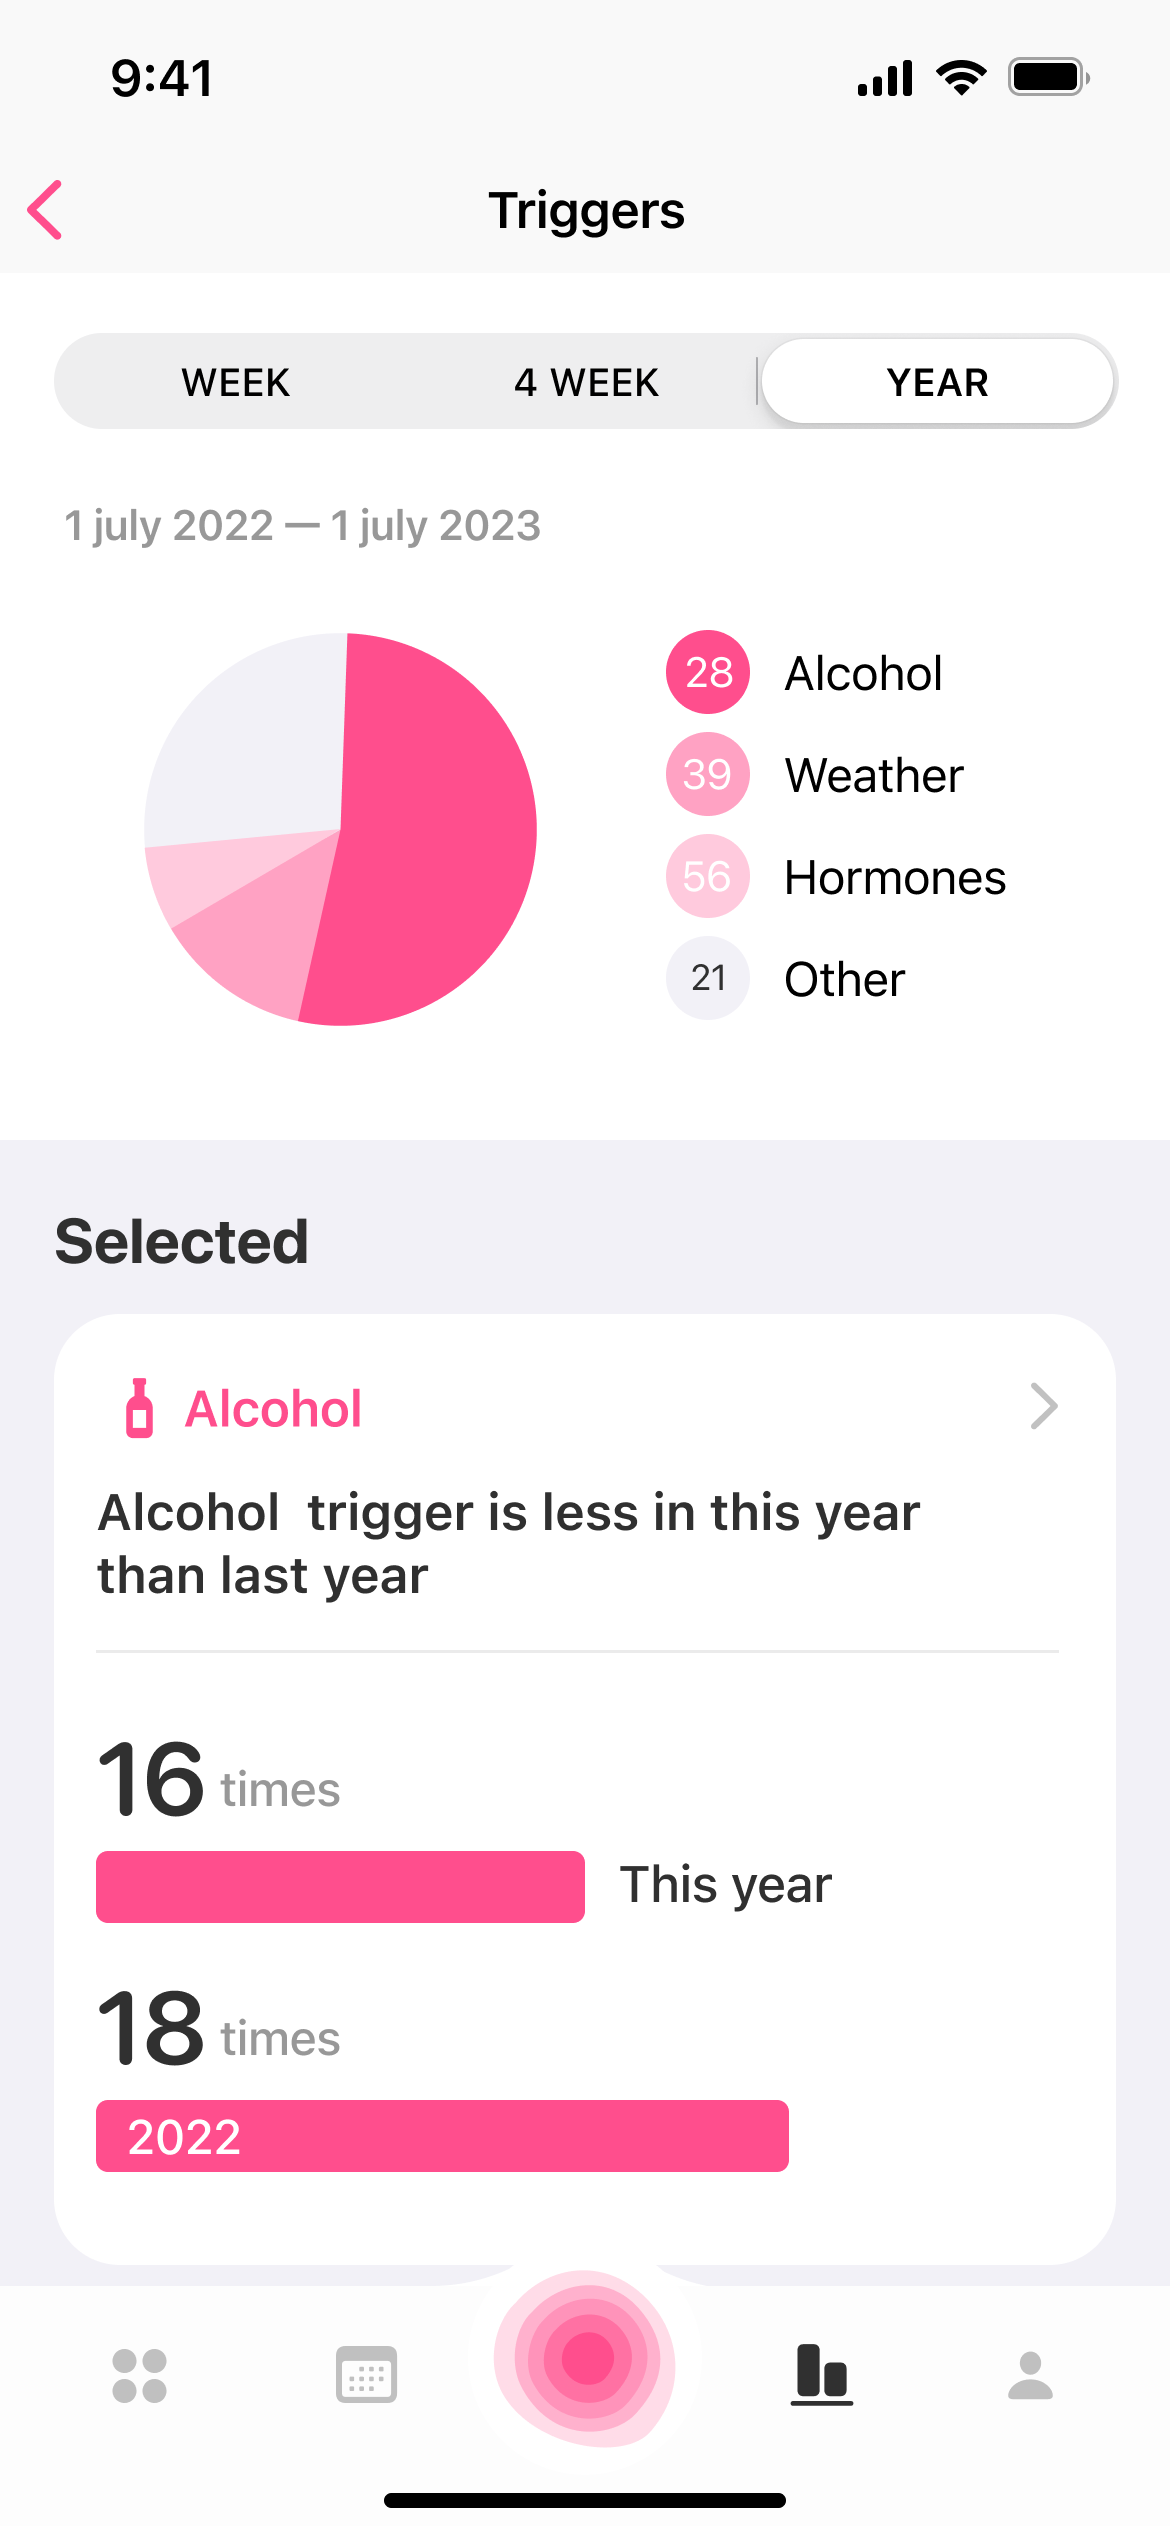 9:41
Triggers
WEEK 4 WEEK YEAR
1 july 2022 — 1 july 2023
28 Alcohol
39 Weather
56 Hormones
21 Other
Selected
Alcohol
Alcohol  trigger is less in this year
than last year
16 times
This year
18 times
2022